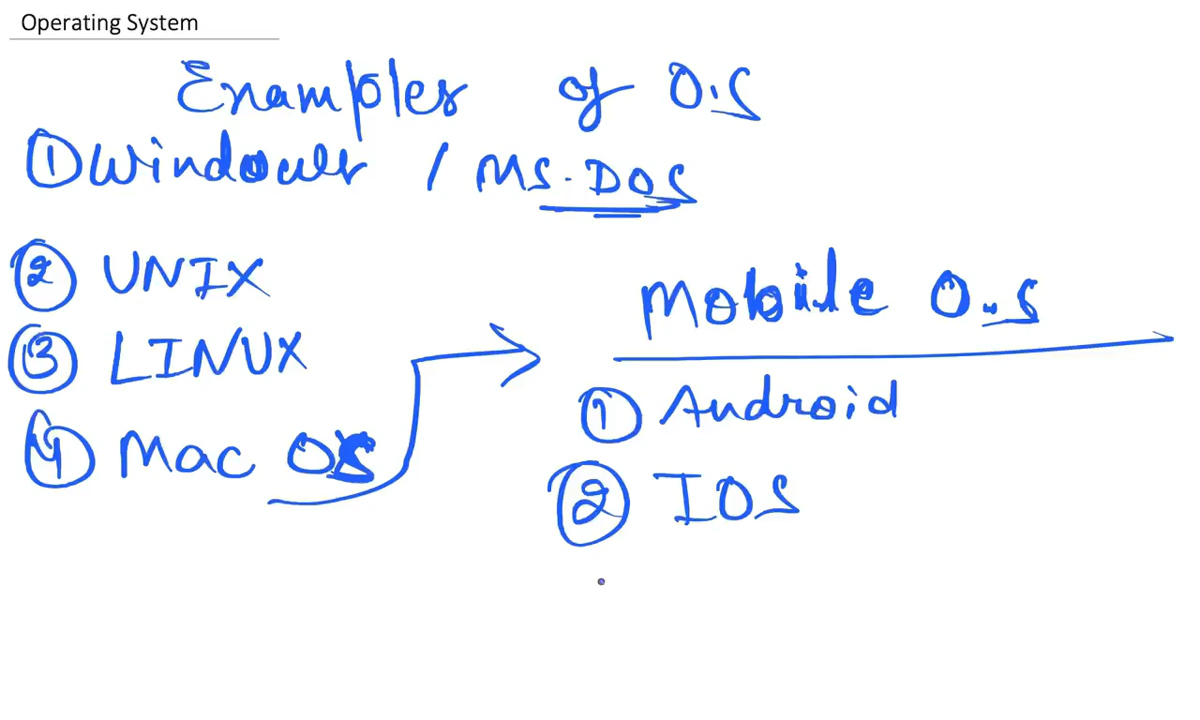 Operating System
Examples of O.S
① Windows / MS-DOS
② UNIX
③ LINUX
④ Mac OS
Mobile O.S
① Android
② IOS